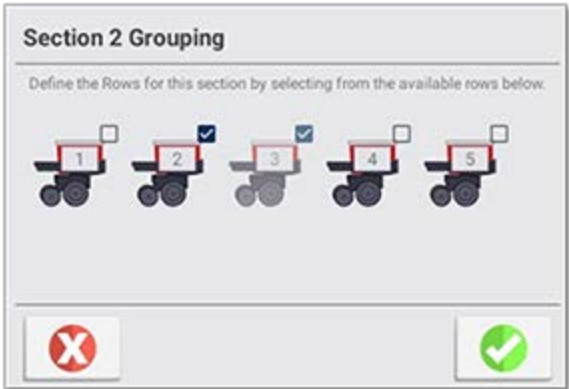 Section 2 Grouping
Define the Rows for this section by selecting from the available rows below.
1 2 3 4 5